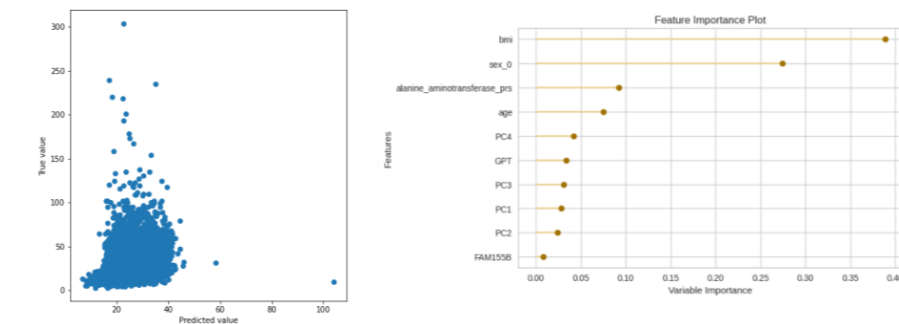 300
250
200
150
100
50
0
True value
20
40
60
80
100
Predicted value
Feature Importance Plot
bmi
sex_0
alanine_aminotransferase_prs
age
PC4
GPT
PC3
PC1
PC2
FAM155B
Features
0.00
0.05
0.10
0.15
0.20
0.25
0.30
0.35
Variable Importance